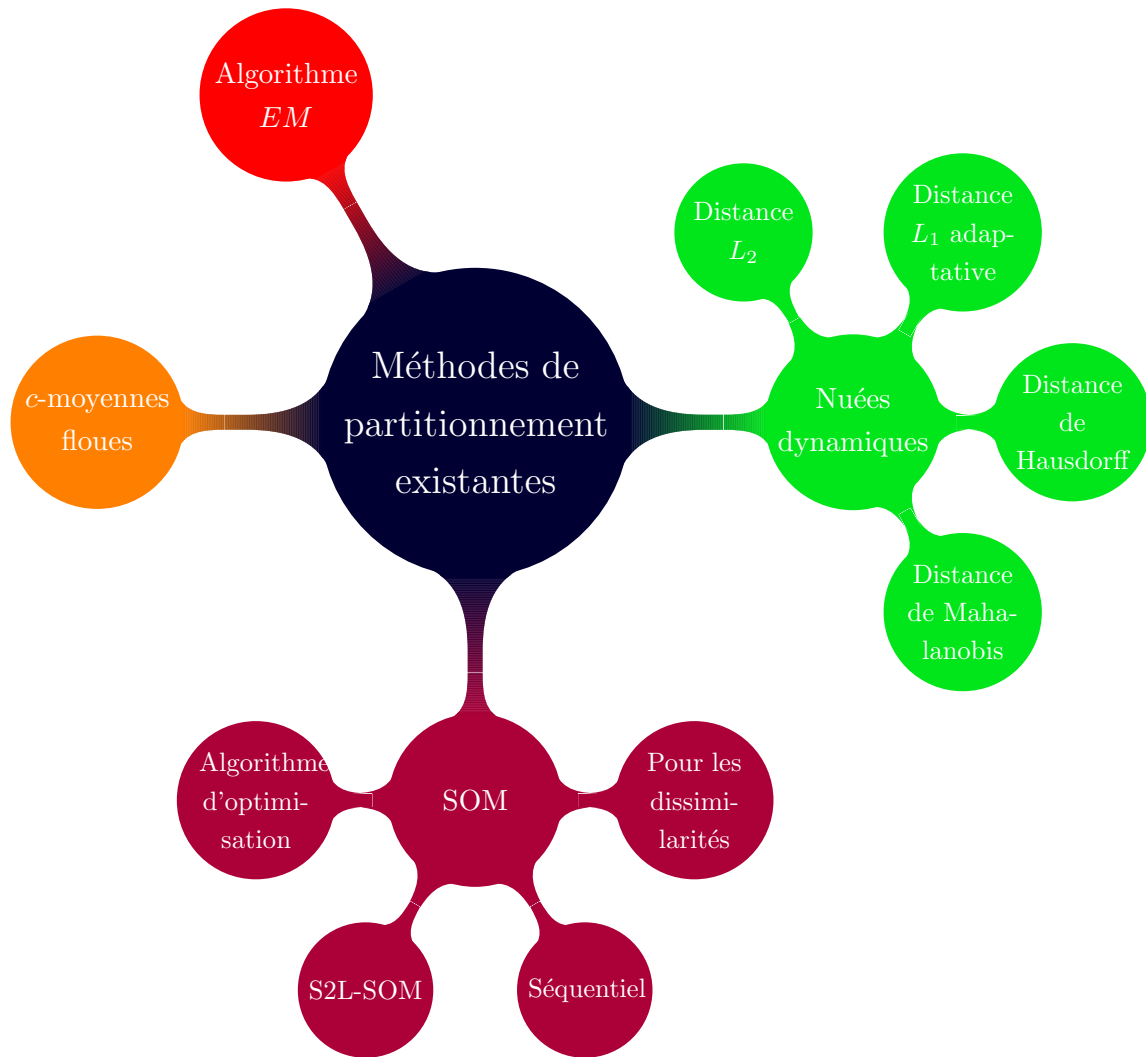 Algorithme
EM
Distance
L₂
Distance
L₁ adap-
tative
Méthodes de
partitionnement
existantes
c-moyennes
floues
Nuées
dynamiques
Distance
de
Hausdorff
Distance
de Maha-
lanobis
Algorithme
d'optimi-
sation
SOM
Pour les
dissimi-
larités
S2L-SOM
Séquentiel